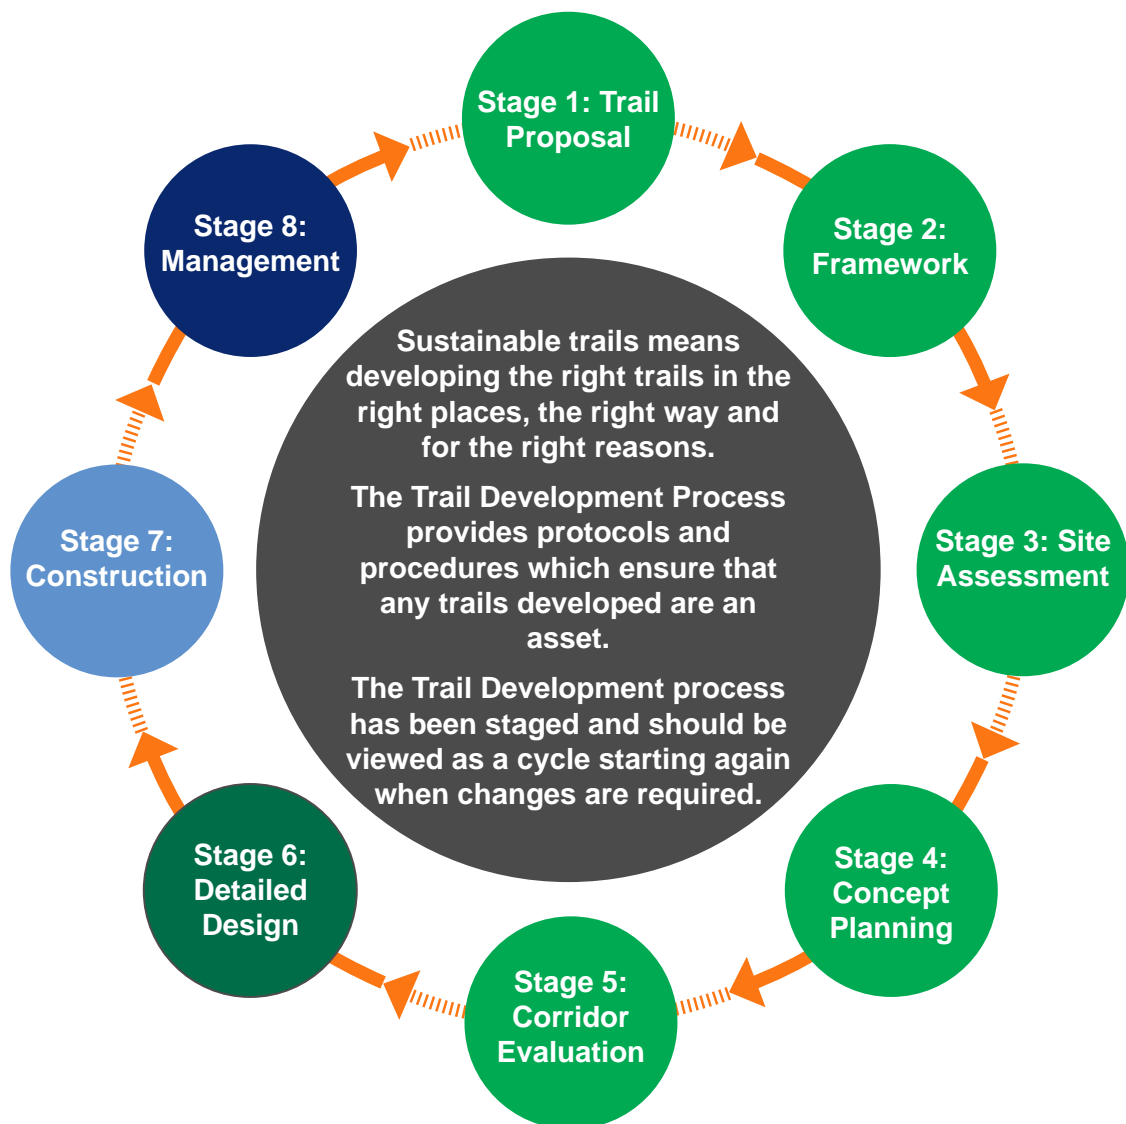 Stage 1: Trail
Proposal
Stage 2:
Framework
Stage 3: Site
Assessment
Stage 4:
Concept
Planning
Stage 5:
Corridor
Evaluation
Stage 6:
Detailed
Design
Stage 7:
Construction
Stage 8:
Management
Sustainable trails means
developing the right trails in the
right places, the right way and
for the right reasons.
The Trail Development Process
provides protocols and
procedures which ensure that
any trails developed are an
asset.
The Trail Development process
has been staged and should be
viewed as a cycle starting again
when changes are required.